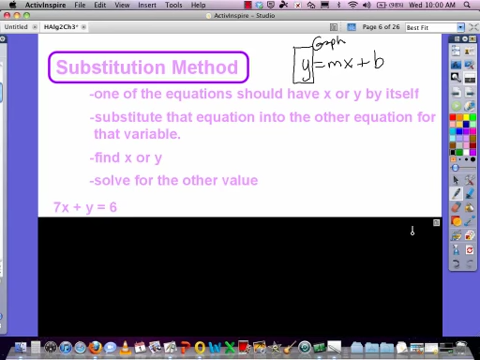 ActivInspire File Edit View Insert Tools Help (98%) Wed 10:00 AM
ActivInspire - Studio
Untitled HAlg2Ch3* Page 6 of 26 Best Fit
Graph
y = mx + b
Substitution Method
-one of the equations should have x or y by itself
-substitute that equation into the other equation for
that variable.
-find x or y
-solve for the other value
7x + y = 6